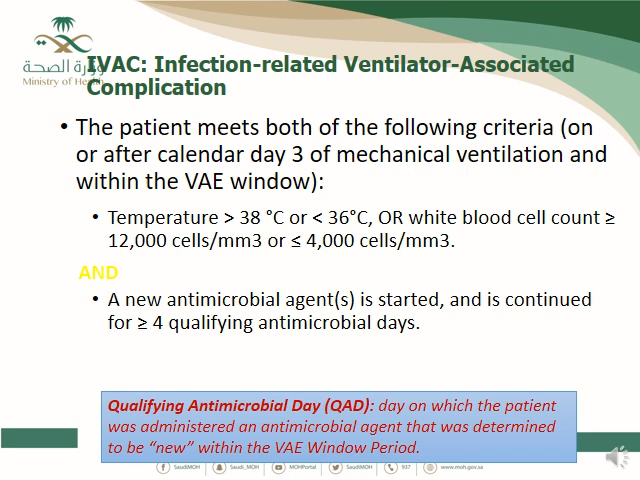 وزارة الصحة
Ministry of Health
IVAC: Infection-related Ventilator-Associated
Complication
• The patient meets both of the following criteria (on
or after calendar day 3 of mechanical ventilation and
within the VAE window):
• Temperature > 38 °C or < 36°C, OR white blood cell count ≥
12,000 cells/mm3 or ≤ 4,000 cells/mm3.
AND
• A new antimicrobial agent(s) is started, and is continued
for ≥ 4 qualifying antimicrobial days.
Qualifying Antimicrobial Day (QAD): day on which the patient
was administered an antimicrobial agent that was determined
to be “new” within the VAE Window Period.
SaudiMOH | Saudi_MOH | MOHPortal | SaudiMOH | 937 | www.moh.gov.sa